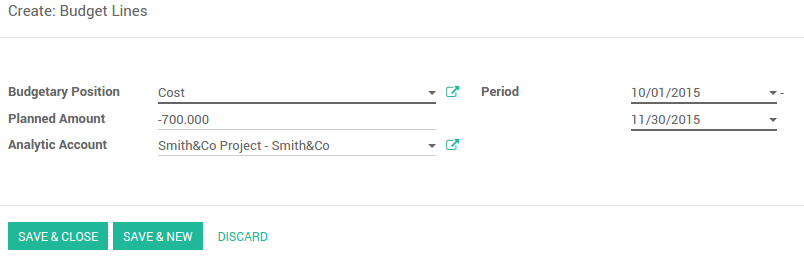 Create: Budget Lines
Budgetary Position Cost Period 10/01/2015 -
Planned Amount -700.000 11/30/2015
Analytic Account Smith&Co Project - Smith&Co
SAVE & CLOSE SAVE & NEW DISCARD